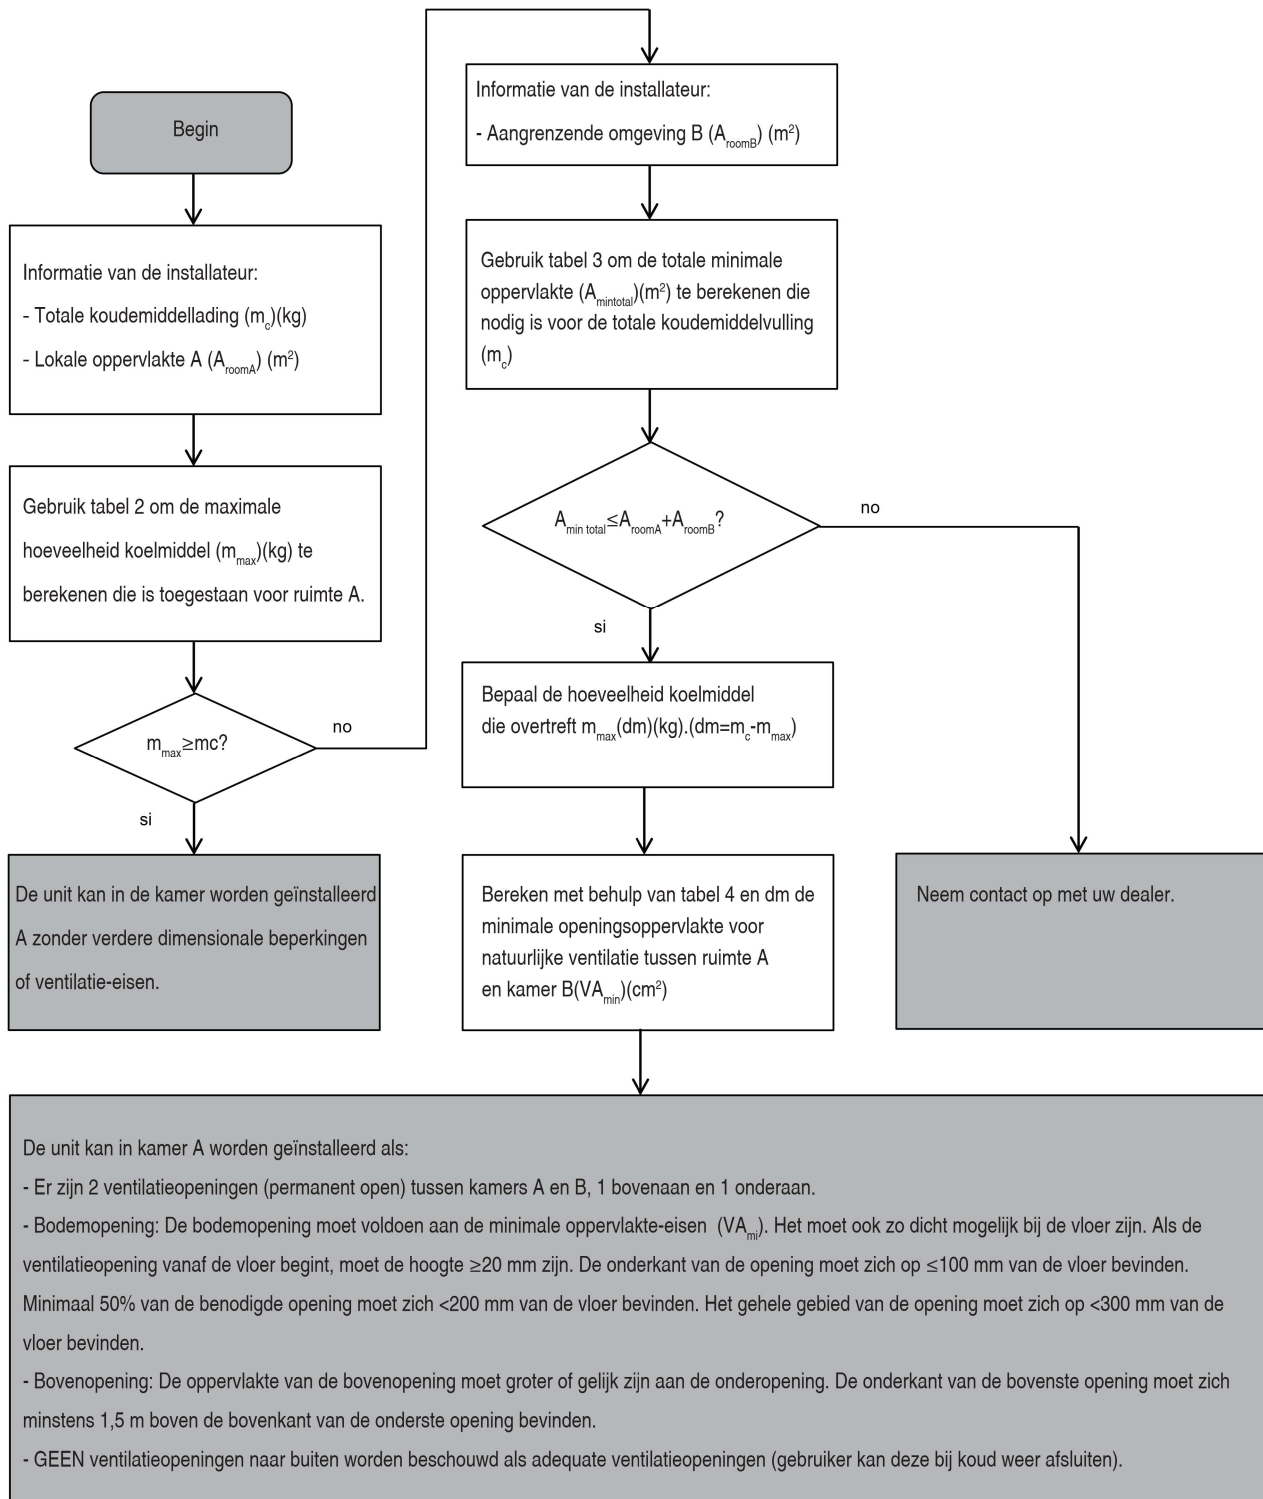 Begin
Informatie van de installateur:
- Totale koudemiddellading (mc)(kg)
- Lokale oppervlakte A (AroomA) (m²)
Gebruik tabel 2 om de maximale
hoeveelheid koelmiddel (mmax)(kg) te
berekenen die is toegestaan voor ruimte A.
mmax≥mc?
no
si
De unit kan in de kamer worden geïnstalleerd
A zonder verdere dimensionale beperkingen
of ventilatie-eisen.
Informatie van de installateur:
- Aangrenzende omgeving B (AroomB) (m²)
Gebruik tabel 3 om de totale minimale
oppervlakte (Amintotal)(m²) te berekenen die
nodig is voor de totale koudemiddelvulling
(mc)
Amin total≤AroomA+AroomB?
no
si
Bepaal de hoeveelheid koelmiddel
die overtreft mmax(dm)(kg).(dm=mc-mmax)
Bereken met behulp van tabel 4 en dm de
minimale openingsoppervlakte voor
natuurlijke ventilatie tussen ruimte A
en kamer B(VAmin)(cm²)
Neem contact op met uw dealer.
De unit kan in kamer A worden geïnstalleerd als:
- Er zijn 2 ventilatieopeningen (permanent open) tussen kamers A en B, 1 bovenaan en 1 onderaan.
- Bodemopening: De bodemopening moet voldoen aan de minimale oppervlakte-eisen (VAmi). Het moet ook zo dicht mogelijk bij de vloer zijn. Als de
ventilatieopening vanaf de vloer begint, moet de hoogte ≥20 mm zijn. De onderkant van de opening moet zich op ≤100 mm van de vloer bevinden.
Minimaal 50% van de benodigde opening moet zich <200 mm van de vloer bevinden. Het gehele gebied van de opening moet zich op <300 mm van de
vloer bevinden.
- Bovenopening: De oppervlakte van de bovenopening moet groter of gelijk zijn aan de onderopening. De onderkant van de bovenste opening moet zich
minstens 1,5 m boven de bovenkant van de onderste opening bevinden.
- GEEN ventilatieopeningen naar buiten worden beschouwd als adequate ventilatieopeningen (gebruiker kan deze bij koud weer afsluiten).